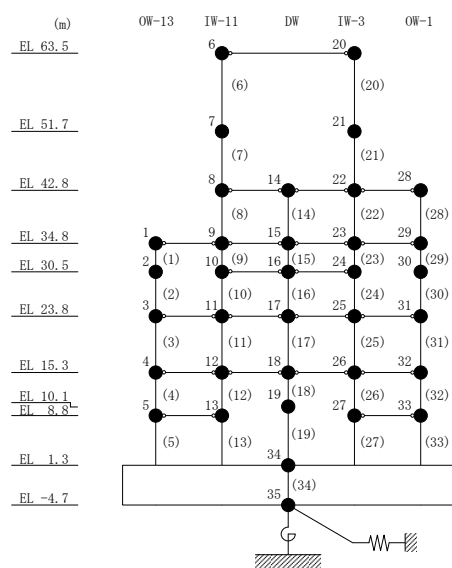 (m) OW-13 IW-11 DW IW-3 OW-1
EL 63.5 6 20
(6) (20)
EL 51.7 7 21
(7) (21)
EL 42.8 8 14 22 28
(8) (14) (22) (28)
EL 34.8 1 9 15 23 29
(1) (9) (15) (23) (29)
EL 30.5 2 10 16 24 30
(2) (10) (16) (24) (30)
EL 23.8 3 11 17 25 31
(3) (11) (17) (25) (31)
EL 15.3 4 12 18 26 32
(4) (12) (18) (26) (32)
EL 10.1 19
EL 8.8 5 13 27 33
(5) (13) (19) (27) (33)
EL 1.3 34
(34)
EL -4.7 35